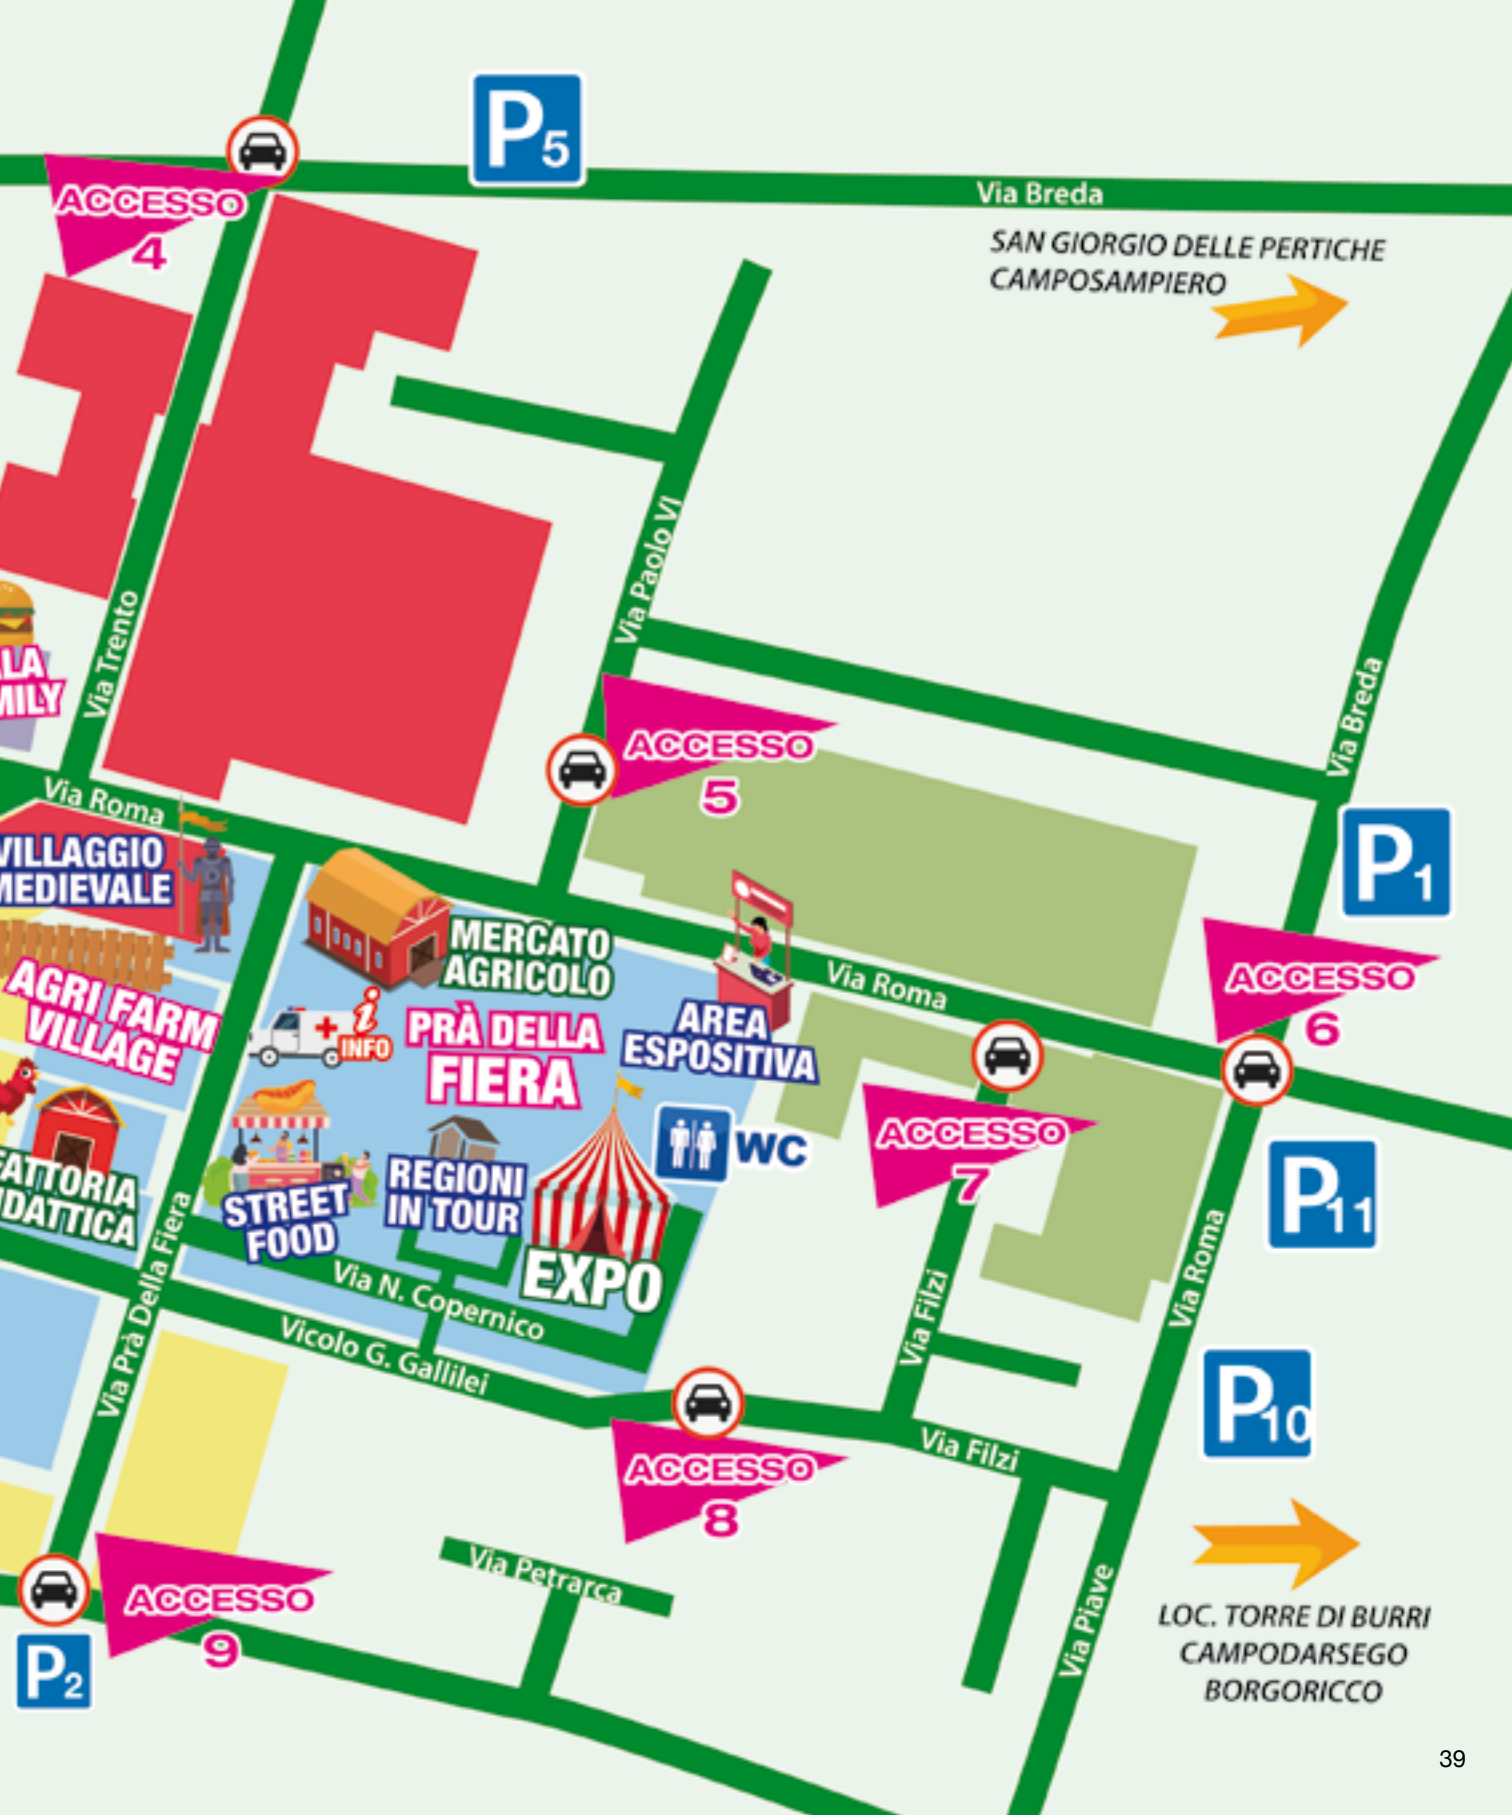 P5
Via Breda
ACCESSO
4
SAN GIORGIO DELLE PERTICHE
CAMPOSAMPIERO
Via Paolo VI
Via Trento
LA
MILY
Via Breda
ACCESSO
5
Via Roma
P1
VILLAGGIO
MEDIEVALE
MERCATO
AGRICOLO
ACCESSO
6
Via Roma
AGRI FARM
VILLAGE
i
INFO
PRÀ DELLA
FIERA
AREA
ESPOSITIVA
ACCESSO
7
WC
P11
FATTORIA
DIDATTICA
STREET
FOOD
REGIONI
IN TOUR
EXPO
Via Prà Della Fiera
Via N. Copernico
Vicolo G. Gallilei
Via Filzi
Via Roma
P10
Via Filzi
ACCESSO
8
Via Petrarca
ACCESSO
9
P2
Via Piave
LOC. TORRE DI BURRI
CAMPODARSEGO
BORGORICCO
39